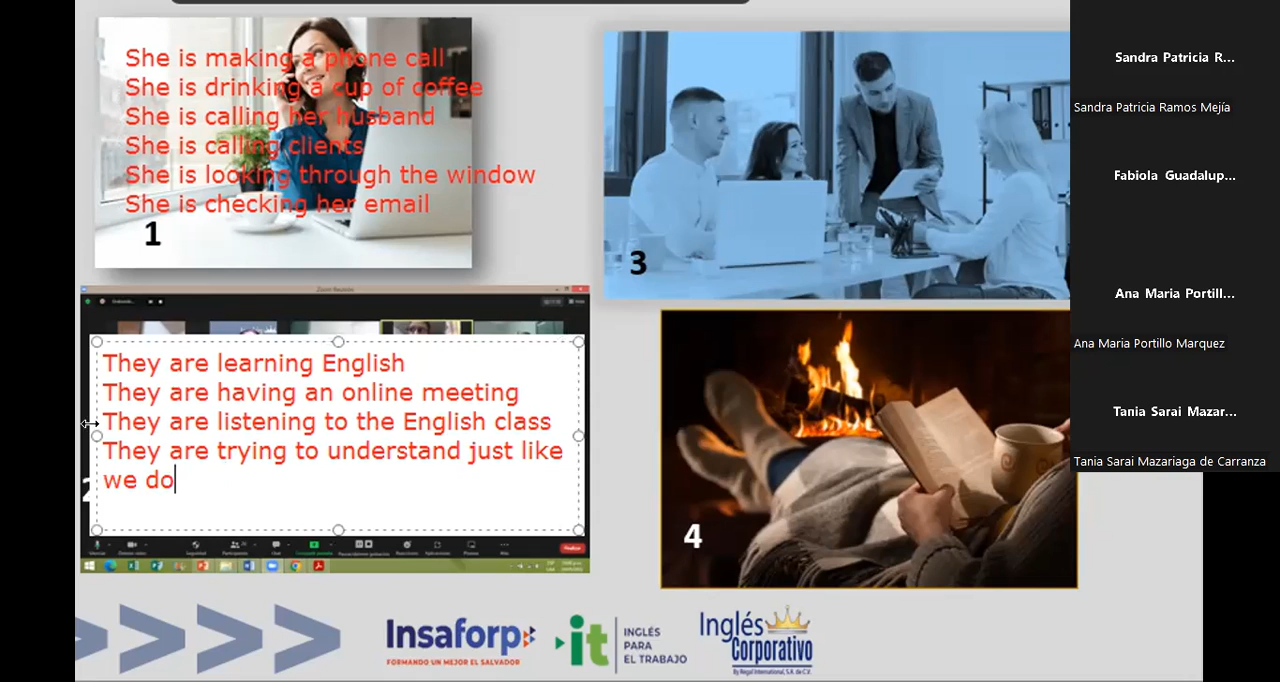 She is making a phone call
She is drinking a cup of coffee
She is calling her husband
She is calling clients
She is looking through the window
She is checking her email
1
3
They are learning English
They are having an online meeting
They are listening to the English class
They are trying to understand just like
we do
4
Sandra Patricia R...
Sandra Patricia Ramos Mejía
Fabiola Guadalup...
Ana Maria Portill...
Ana Maria Portillo Marquez
Tania Sarai Mazar...
Tania Sarai Mazariaga de Carranza
Insaforp
FORMANDO UN MEJOR EL SALVADOR
it
INGLÉS
PARA
EL TRABAJO
Inglés
Corporativo
By Regal International, S.A. de C.V.